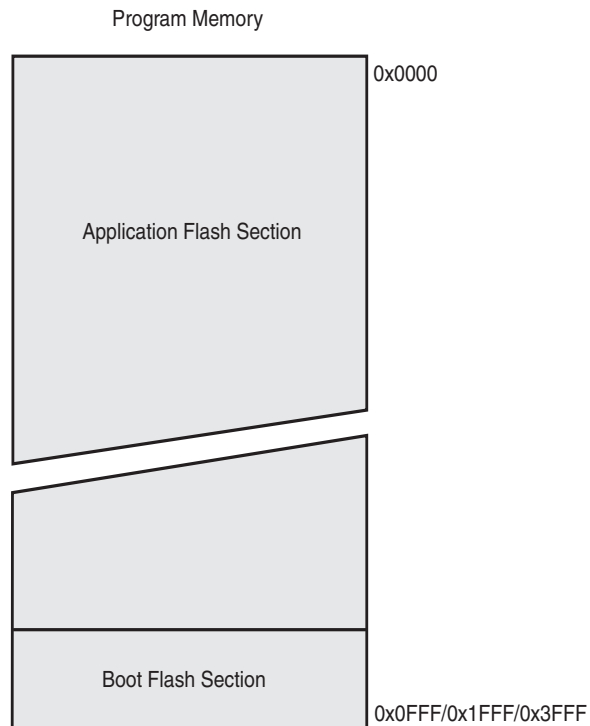 Program Memory
0x0000
Application Flash Section
Boot Flash Section
0x0FFF/0x1FFF/0x3FFF